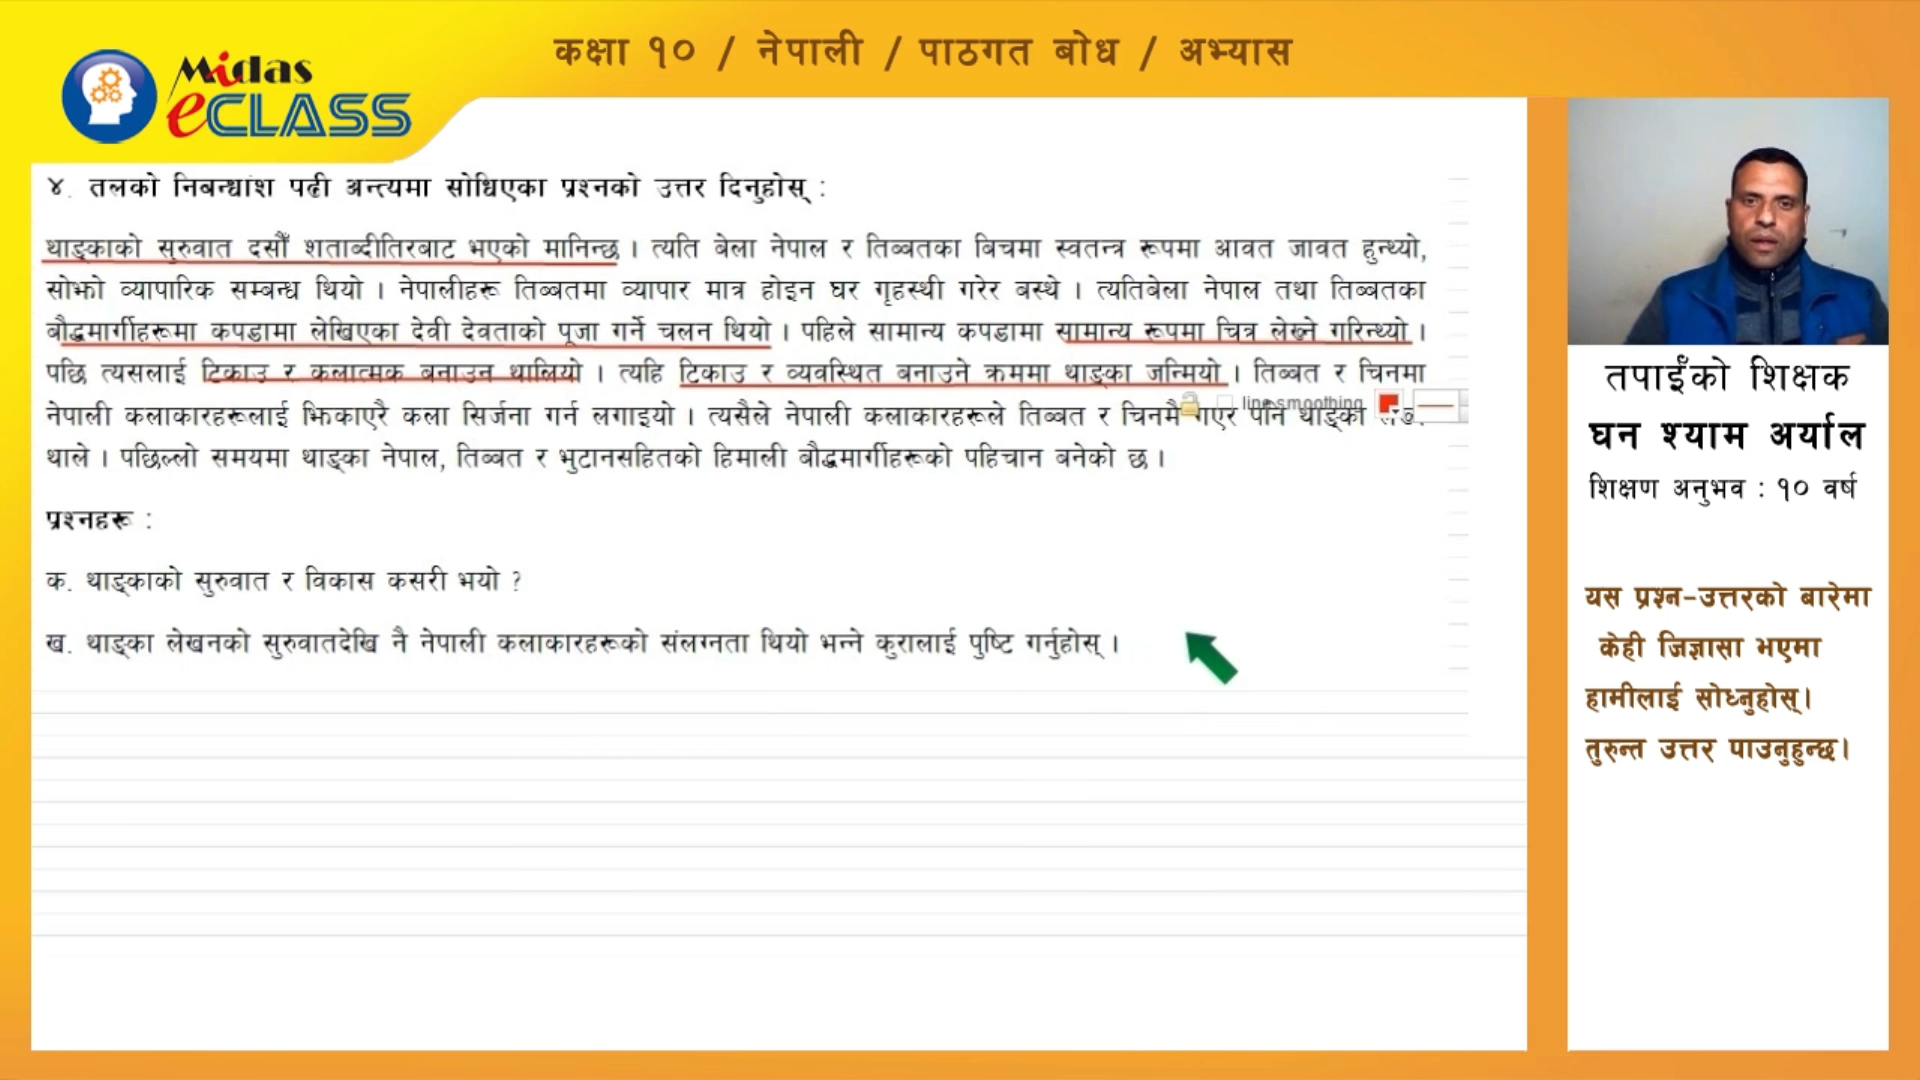 कक्षा १० / नेपाली / पाठगत बोध / अभ्यास
Midas
eCLASS
४. तलको निबन्धांश पढी अन्त्यमा सोधिएका प्रश्नको उत्तर दिनुहोस् :
थाङ्काको सुरुवात दसौँ शताब्दीतिरबाट भएको मानिन्छ । त्यति बेला नेपाल र तिब्बतका बिचमा स्वतन्त्र रूपमा आवत जावत हुन्थ्यो,
सोझो व्यापारिक सम्बन्ध थियो । नेपालीहरू तिब्बतमा व्यापार मात्र होइन घर गृहस्थी गरेर बस्थे । त्यतिबेला नेपाल तथा तिब्बतका
बौद्धमार्गीहरूमा कपडामा लेखिएका देवी देवताको पूजा गर्ने चलन थियो । पहिले सामान्य कपडामा सामान्य रूपमा चित्र लेख्ने गरिन्थ्यो ।
पछि त्यसलाई टिकाउ र कलात्मक बनाउन थालियो । त्यहि टिकाउ र व्यवस्थित बनाउने क्रममा थाङ्का जन्मियो । तिब्बत र चिनमा
line smoothing
नेपाली कलाकारहरूलाई झिकाएरै कला सिर्जना गर्न लगाइयो । त्यसैले नेपाली कलाकारहरूले तिब्बत र चिनमै गएर पनि थाङ्का
थाले । पछिल्लो समयमा थाङ्का नेपाल, तिब्बत र भुटानसहितको हिमाली बौद्धमार्गीहरूको पहिचान बनेको छ ।
प्रश्नहरू :
क. थाङ्काको सुरुवात र विकास कसरी भयो ?
ख. थाङ्का लेखनको सुरुवातदेखि नै नेपाली कलाकारहरूको संलग्नता थियो भन्ने कुरालाई पुष्टि गर्नुहोस् ।
तपाईँको शिक्षक
घन श्याम अर्याल
शिक्षण अनुभव : १० वर्ष
यस प्रश्न-उत्तरको बारेमा
केही जिज्ञासा भएमा
हामीलाई सोध्नुहोस्।
तुरुन्त उत्तर पाउनुहुन्छ।